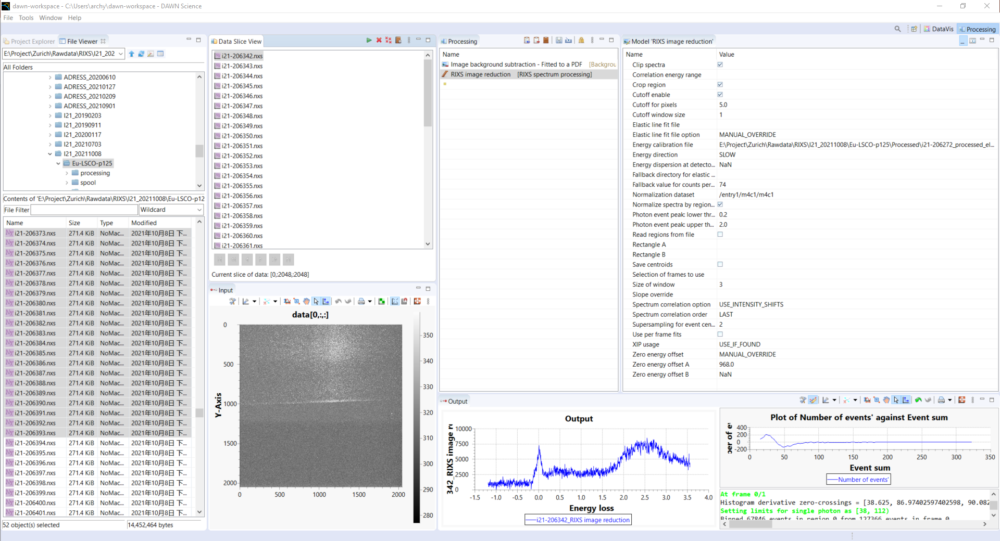 dawn-workspace - C:\Users\archy\dawn-workspace - DAWN Science
File Tools Window Help
DataVis Processing
Project Explorer File Viewer
E:\Project\Zurich\Rawdata\RIXS\I21_202
All Folders
ADRESS_20200610
ADRESS_20210127
ADRESS_20210209
ADRESS_20210901
I21_20190203
I21_20190911
I21_20200117
I21_20210703
I21_20211008
Eu-LSCO-p125
processing
spool
Contents of 'E:\Project\Zurich\Rawdata\RIXS\I21_20211008\Eu-LSCO-p12
File Filter Wildcard
Name Size Type Modified
i21-206373.nxs 271.4 KiB NoMac... 2021年10月8日 下...
i21-206374.nxs 271.4 KiB NoMac... 2021年10月8日 下...
i21-206375.nxs 271.4 KiB NoMac... 2021年10月8日 下...
i21-206376.nxs 271.4 KiB NoMac... 2021年10月8日 下...
i21-206377.nxs 271.4 KiB NoMac... 2021年10月8日 下...
i21-206378.nxs 271.4 KiB NoMac... 2021年10月8日 下...
i21-206379.nxs 271.4 KiB NoMac... 2021年10月8日 下...
i21-206380.nxs 271.4 KiB NoMac... 2021年10月8日 下...
i21-206381.nxs 271.4 KiB NoMac... 2021年10月8日 下...
i21-206382.nxs 271.4 KiB NoMac... 2021年10月8日 下...
i21-206383.nxs 271.4 KiB NoMac... 2021年10月8日 下...
i21-206384.nxs 271.4 KiB NoMac... 2021年10月8日 下...
i21-206385.nxs 271.4 KiB NoMac... 2021年10月8日 下...
i21-206386.nxs 271.4 KiB NoMac... 2021年10月8日 下...
i21-206387.nxs 271.4 KiB NoMac... 2021年10月8日 下...
i21-206388.nxs 271.4 KiB NoMac... 2021年10月8日 下...
i21-206389.nxs 271.4 KiB NoMac... 2021年10月8日 下...
i21-206390.nxs 271.4 KiB NoMac... 2021年10月8日 下...
i21-206391.nxs 271.4 KiB NoMac... 2021年10月8日 下...
i21-206392.nxs 271.4 KiB NoMac... 2021年10月8日 下...
i21-206393.nxs 271.4 KiB NoMac... 2021年10月8日 下...
i21-206394.nxs 271.4 KiB NoMac... 2021年10月8日 下...
i21-206395.nxs 271.4 KiB NoMac... 2021年10月8日 下...
i21-206396.nxs 271.4 KiB NoMac... 2021年10月8日 下...
i21-206397.nxs 271.4 KiB NoMac... 2021年10月8日 下...
i21-206398.nxs 271.4 KiB NoMac... 2021年10月8日 下...
i21-206399.nxs 271.4 KiB NoMac... 2021年10月8日 下...
i21-206400.nxs 271.4 KiB NoMac... 2021年10月8日 下...
i21-206401.nxs 271.4 KiB NoMac... 2021年10月8日 下...
52 object(s) selected 14,452,464 bytes
Data Slice View
i21-206342.nxs
i21-206343.nxs
i21-206344.nxs
i21-206345.nxs
i21-206346.nxs
i21-206347.nxs
i21-206348.nxs
i21-206349.nxs
i21-206350.nxs
i21-206351.nxs
i21-206352.nxs
i21-206353.nxs
i21-206354.nxs
i21-206355.nxs
i21-206356.nxs
i21-206357.nxs
i21-206358.nxs
i21-206359.nxs
i21-206360.nxs
i21-206361.nxs
Current slice of data: [0,:2048,:2048]
Input
data[0,:,:]
Y-Axis
0
500
1000
1500
2000
0 500 1000 1500 2000
350
340
330
320
310
300
290
280
Processing
Name
Image background subtraction - Fitted to a PDF [Backgrou
RIXS image reduction [RIXS spectrum processing]
Model 'RIXS image reduction'
Name Value
Clip spectra
Correlation energy range
Crop region
Cutoff enable
Cutoff for pixels 5.0
Cutoff window size 1
Elastic line fit file
Elastic line fit file option MANUAL_OVERRIDE
Energy calibration file E:\Project\Zurich\Rawdata\RIXS\I21_20211008\Eu-LSCO-p125\Processed\i21-206272_processed_el...
Energy direction SLOW
Energy dispersion at detecto... NaN
Fallback directory for elastic ...
Fallback value for counts per... 74
Normalization dataset /entry1/m4c1/m4c1
Normalize spectra by region...
Photon event peak: lower thr... 0.2
Photon event peak: upper th... 2.0
Read regions from file
Rectangle A
Rectangle B
Save centroids
Selection of frames to use
Size of window 3
Slope override
Spectrum correlation option USE_INTENSITY_SHIFTS
Spectrum correlation order LAST
Supersampling for event cen... 2
Use per frame fits
XIP usage USE_IF_FOUND
Zero energy offset MANUAL_OVERRIDE
Zero energy offset A 968.0
Zero energy offset B NaN
Output
Output
342_RIXS image re
10000
7500
5000
2500
0
-1.5 -1.0 -0.5 0.0 0.5 1.0 1.5 2.0 2.5 3.0 3.5 4.0
Energy loss
i21-206342_RIXS image reduction
Plot of Number of events' against Event sum
ber of e
400
200
0
-200
0 50 100 150 200 250 300 350
Event sum
Number of events'
At frame 0/1
Histogram derivative zero-crossings = [38.625, 86.97402597402598, 90.082
Setting limits for single photon as [38, 112)
Binned 67846 events in region 0 from 127366 events in frame 0